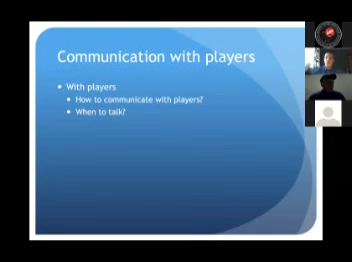 Communication with players
With players
How to communicate with players?
When to talk?